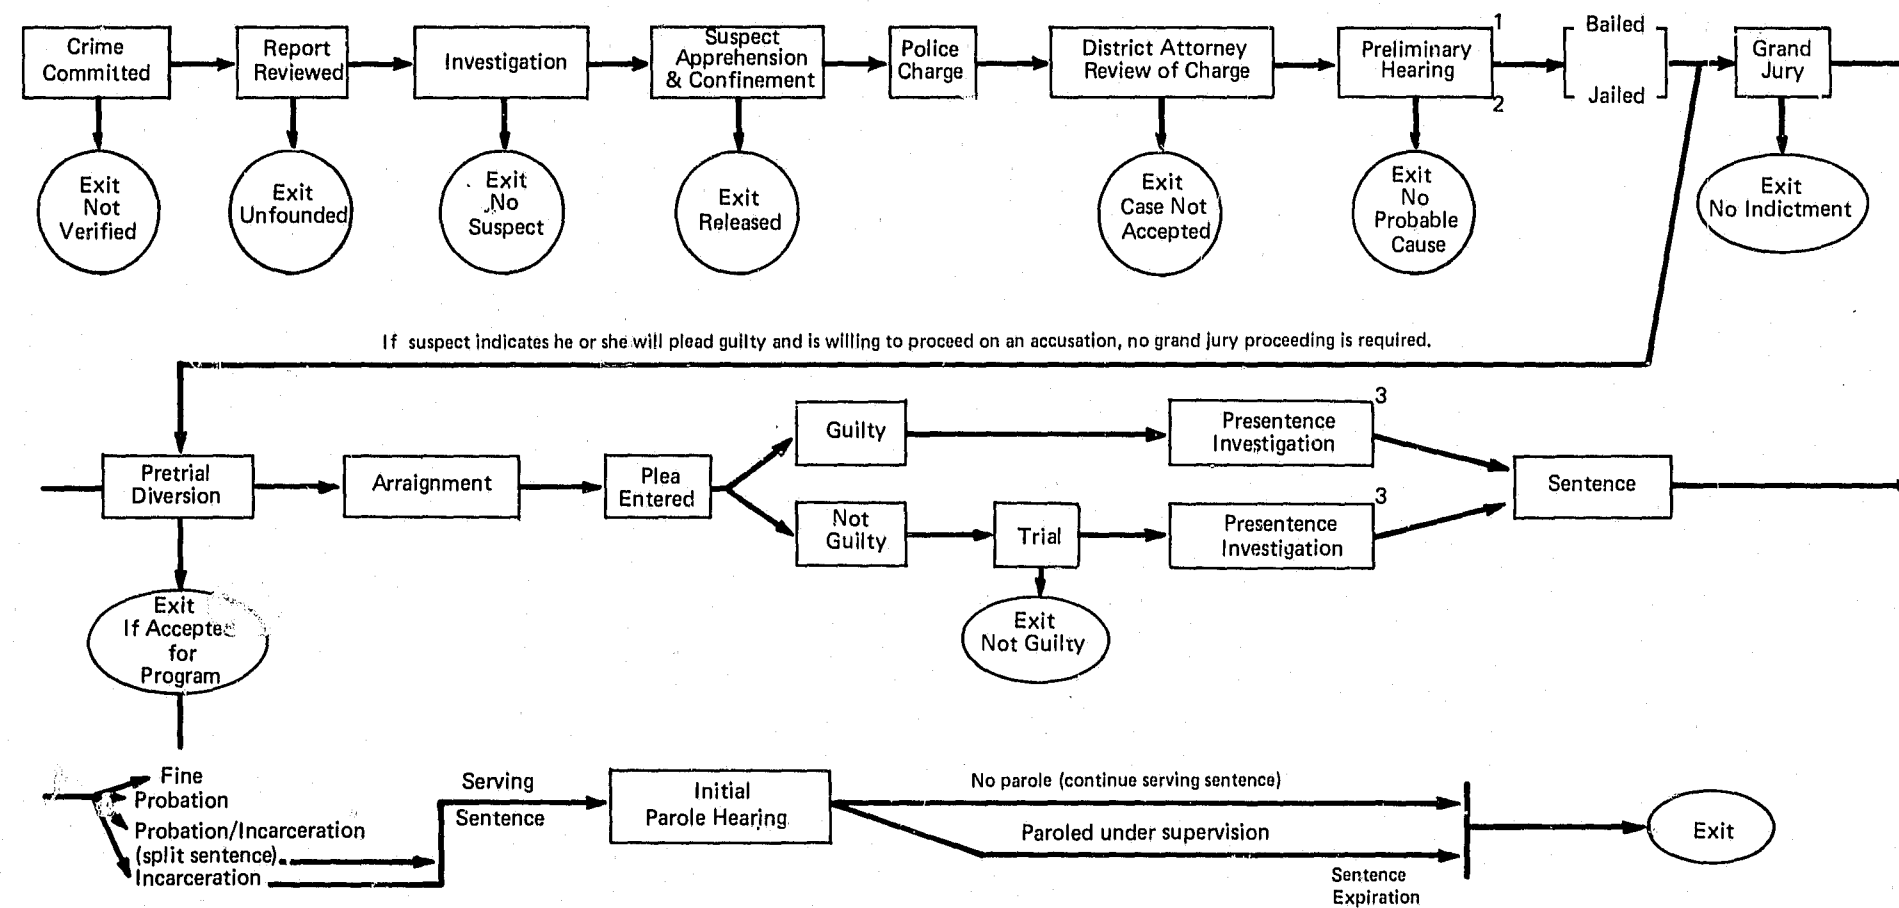 Crime
Committed
Report
Reviewed
Investigation
Suspect
Apprehension
& Confinement
Police
Charge
District Attorney
Review of Charge
Preliminary
Hearing
1
2
Bailed
Jailed
Grand
Jury
Exit
Not
Verified
Exit
Unfounded
Exit
No
Suspect
Exit
Released
Exit
Case Not
Accepted
Exit
No
Probable
Cause
Exit
No Indictment
If suspect indicates he or she will plead guilty and is willing to proceed on an accusation, no grand jury proceeding is required.
Pretrial
Diversion
Arraignment
Plea
Entered
Guilty
Presentence
Investigation
3
Not
Guilty
Trial
Presentence
Investigation
3
Sentence
Exit
If Accepted
for
Program
Exit
Not Guilty
Fine
Probation
Probation/Incarceration
(split sentence)
Incarceration
Serving
Sentence
Initial
Parole Hearing
No parole (continue serving sentence)
Paroled under supervision
Sentence
Expiration
Exit